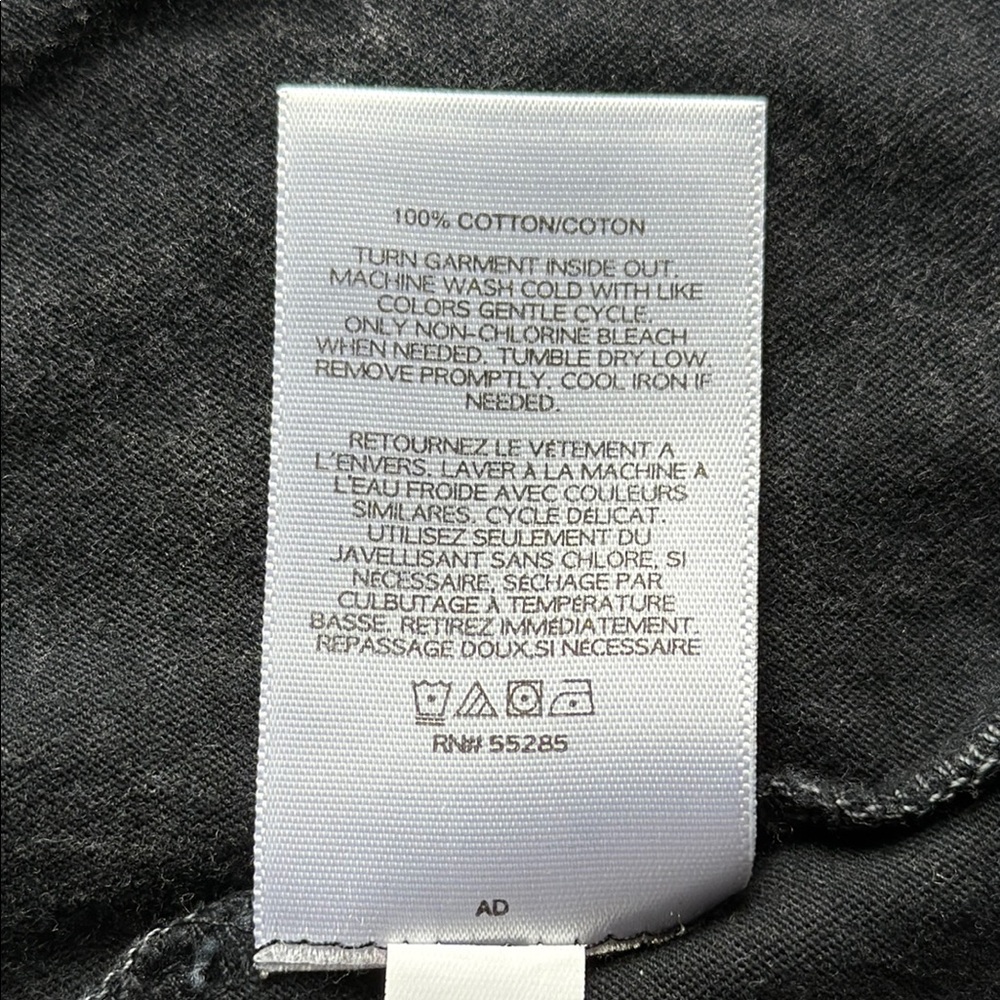 100% COTTON/COTON
TURN GARMENT INSIDE OUT.
MACHINE WASH COLD WITH LIKE
COLORS GENTLE CYCLE.
ONLY NON-CHLORINE BLEACH
WHEN NEEDED. TUMBLE DRY LOW.
REMOVE PROMPTLY. COOL IRON IF
NEEDED.
RETOURNEZ LE VÉTEMENT A
L'ENVERS. LAVER À LA MACHINE À
L'EAU FROIDE AVEC COULEURS
SIMILARES. CYCLE DÉLICAT.
UTILISEZ SEULEMENT DU
JAVELLISANT SANS CHLORE, SI
NÉCESSAIRE, SÉCHAGE PAR
CULBUTAGE À TEMPÉRATURE
BASSE. RETIREZ IMMÉDIATEMENT.
REPASSAGE DOUX,SI NÉCESSAIRE
RN# 55285
AD